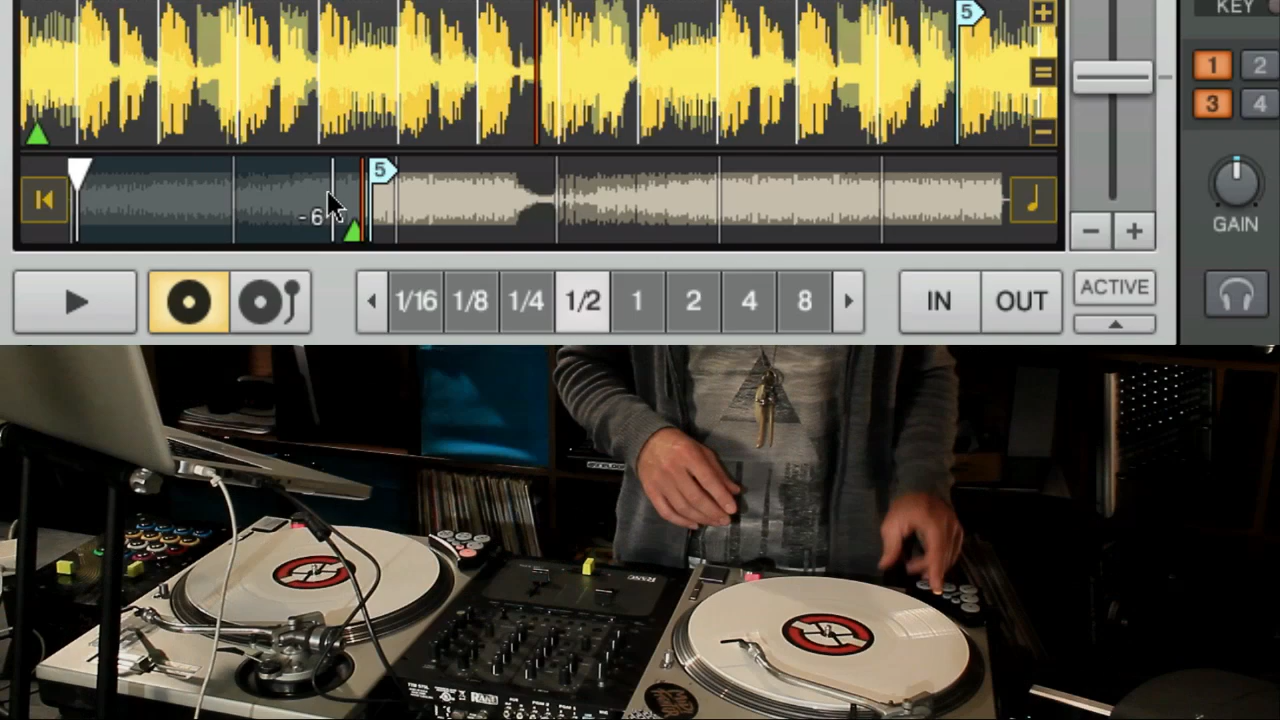 KEY
5
1 2
3 4
5
- 6
GAIN
1/16 1/8 1/4 1/2 1 2 4 8
IN OUT
ACTIVE
RANE